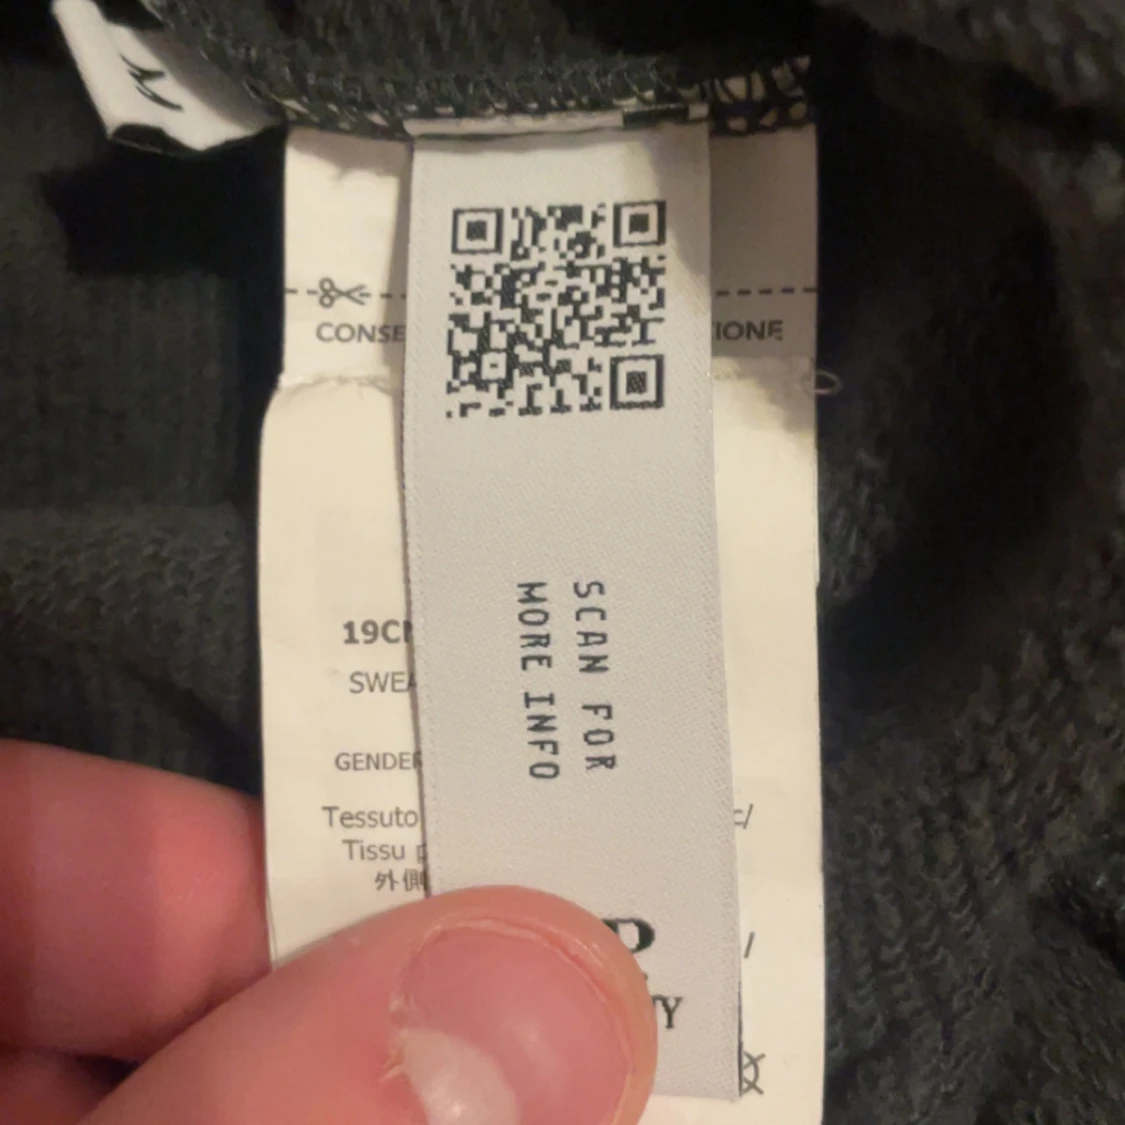 M
CONSE
IONE
SCAN FOR
MORE INFO
19C
SWEA
GENDER
Tessuto
c/
Tissu p
外側
/
P.
Y